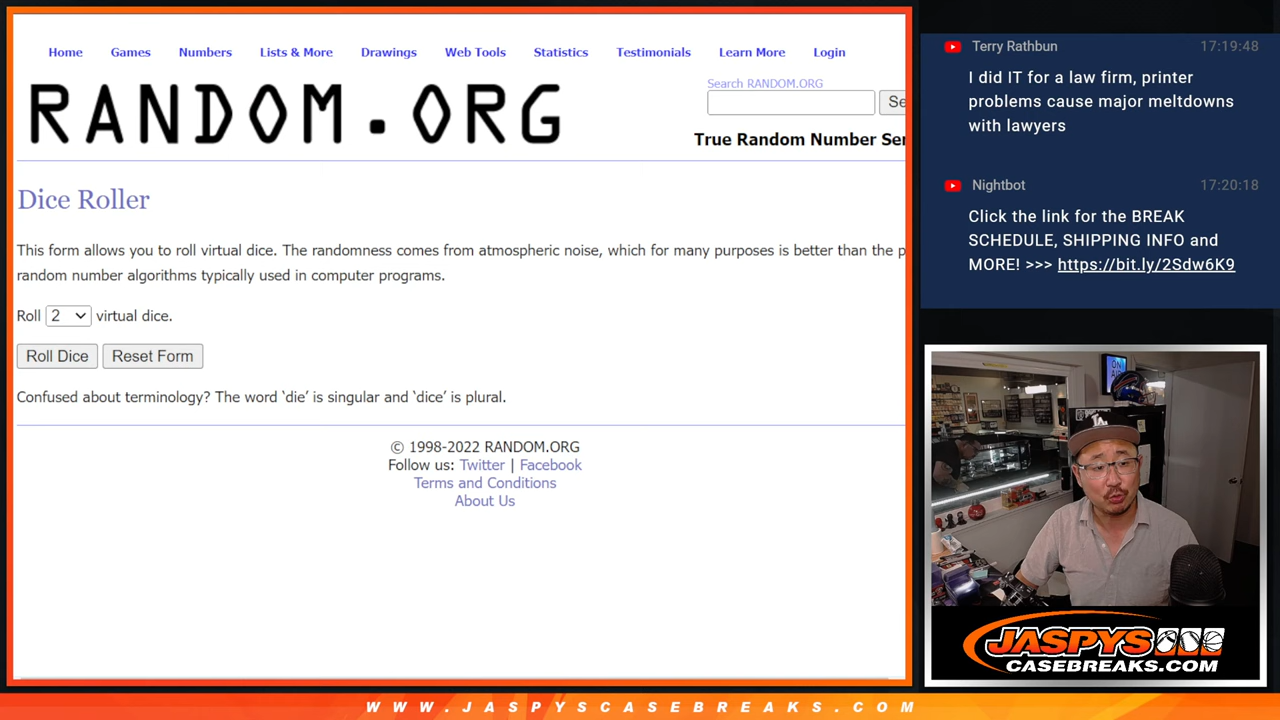 Home Games Numbers Lists & More Drawings Web Tools Statistics Testimonials Learn More Login
RANDOM.ORG
Search RANDOM.ORG
Se
True Random Number Ser
Dice Roller
This form allows you to roll virtual dice. The randomness comes from atmospheric noise, which for many purposes is better than the p
random number algorithms typically used in computer programs.
Roll 2 virtual dice.
Roll Dice Reset Form
Confused about terminology? The word ‘die’ is singular and ‘dice’ is plural.
© 1998-2022 RANDOM.ORG
Follow us: Twitter | Facebook
Terms and Conditions
About Us
Terry Rathbun 17:19:48
I did IT for a law firm, printer
problems cause major meltdowns
with lawyers
Nightbot 17:20:18
Click the link for the BREAK
SCHEDULE, SHIPPING INFO and
MORE! >>> https://bit.ly/2Sdw6K9
ON
LA
JASPYS
CASEBREAKS.COM
WWW.JASPYSCASEBREAKS.COM